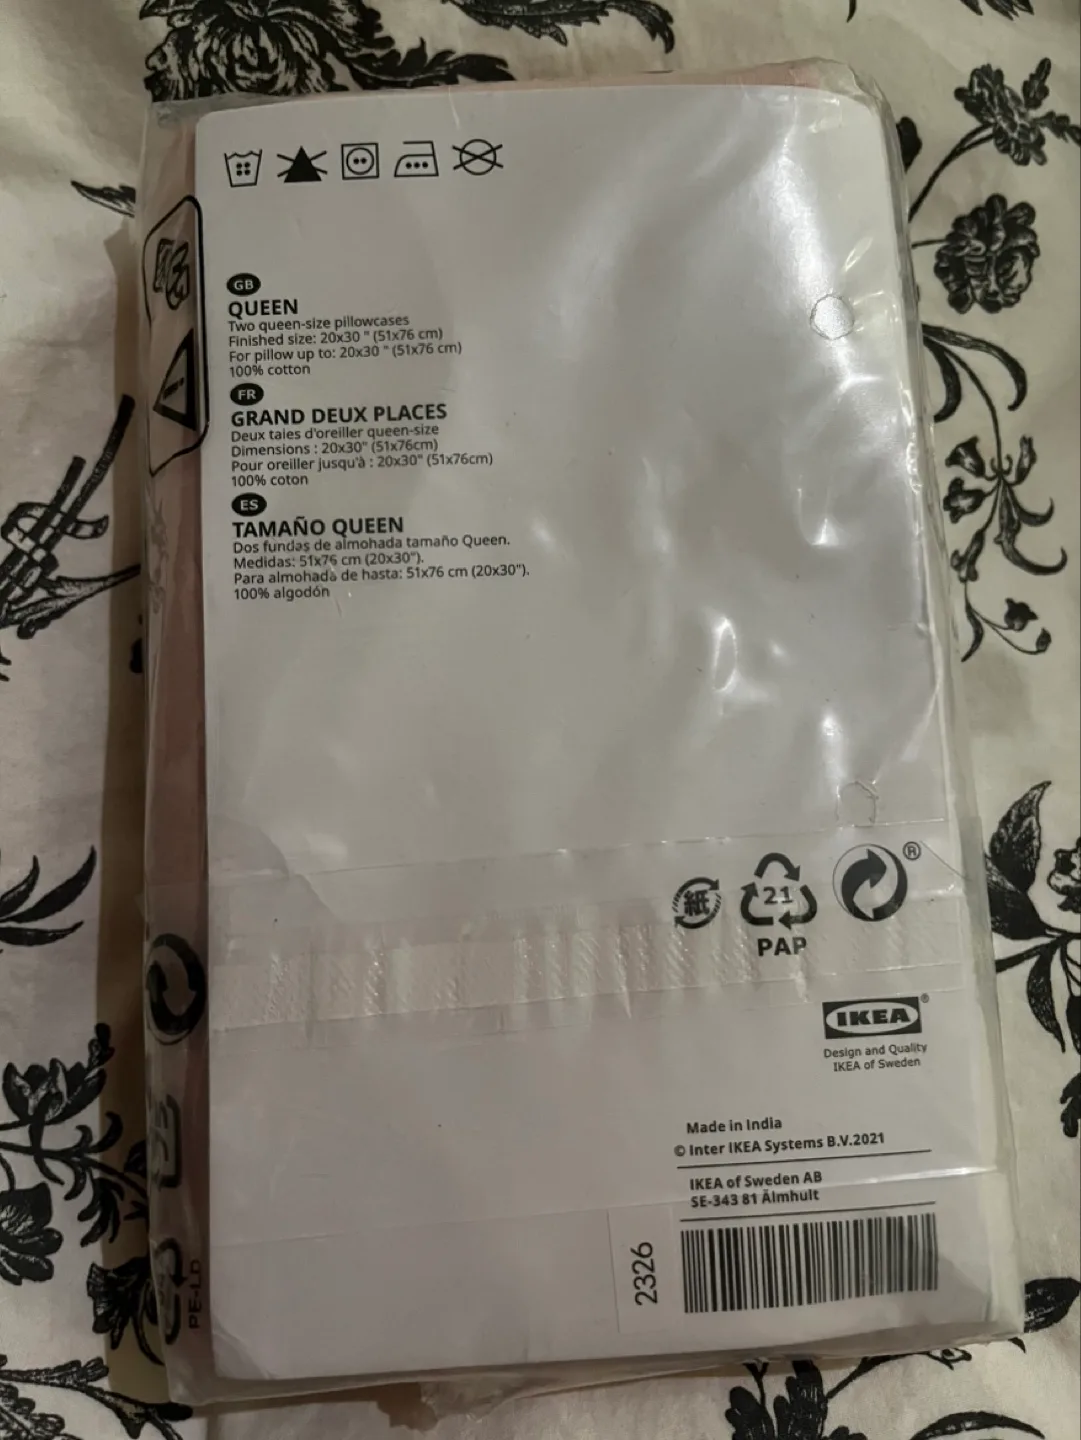 GB
QUEEN
Two queen-size pillowcases
Finished size: 20x30 " (51x76 cm)
For pillow up to: 20x30 " (51x76 cm)
100% cotton
FR
GRAND DEUX PLACES
Deux taies d'oreiller queen-size
Dimensions : 20x30" (51x76cm)
Pour oreiller jusqu'à : 20x30" (51x76cm)
100% coton
ES
TAMAÑO QUEEN
Dos fundas de almohada tamaño Queen.
Medidas: 51x76 cm (20x30").
Para almohada de hasta: 51x76 cm (20x30").
100% algodón
紙
21
PAP
®
IKEA®
Design and Quality
IKEA of Sweden
Made in India
© Inter IKEA Systems B.V.2021
IKEA of Sweden AB
SE-343 81 Älmhult
2326
PE-LD